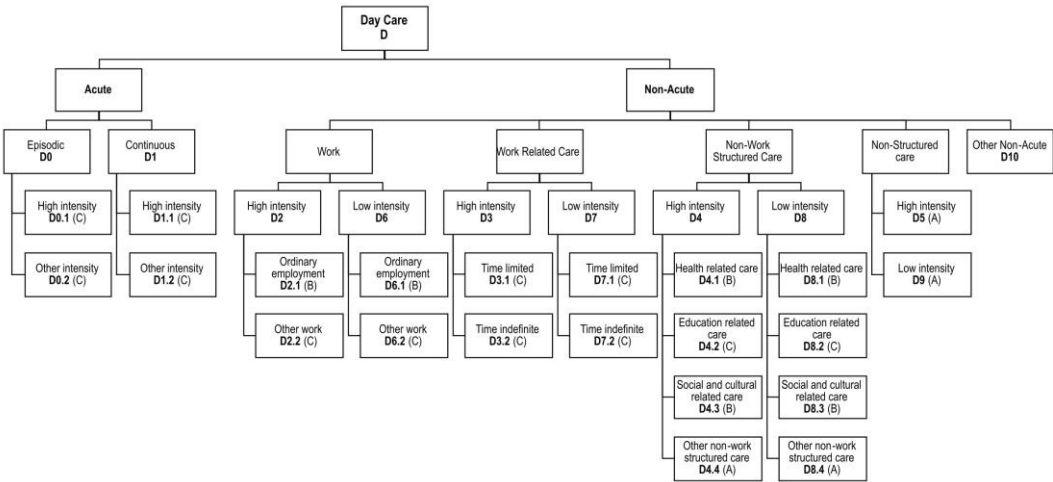 Day Care
D
Acute
Non-Acute
Episodic
D0
Continuous
D1
Work
Work Related Care
Non-Work
Structured Care
Non-Structured
care
Other Non-Acute
D10
High intensity
D0.1 (C)
High intensity
D1.1 (C)
High intensity
D2
Low intensity
D6
High intensity
D3
Low intensity
D7
High intensity
D4
Low intensity
D8
High intensity
D5 (A)
Other intensity
D0.2 (C)
Other intensity
D1.2 (C)
Ordinary
employment
D2.1 (B)
Ordinary
employment
D6.1 (B)
Time limited
D3.1 (C)
Time limited
D7.1 (C)
Health related care
D4.1 (B)
Health related care
D8.1 (B)
Low intensity
D9 (A)
Other work
D2.2 (C)
Other work
D6.2 (C)
Time indefinite
D3.2 (C)
Time indefinite
D7.2 (C)
Education related
care
D4.2 (C)
Education related
care
D8.2 (C)
Social and cultural
related care
D4.3 (B)
Social and cultural
related care
D8.3 (B)
Other non-work
structured care
D4.4 (A)
Other non-work
structured care
D8.4 (A)